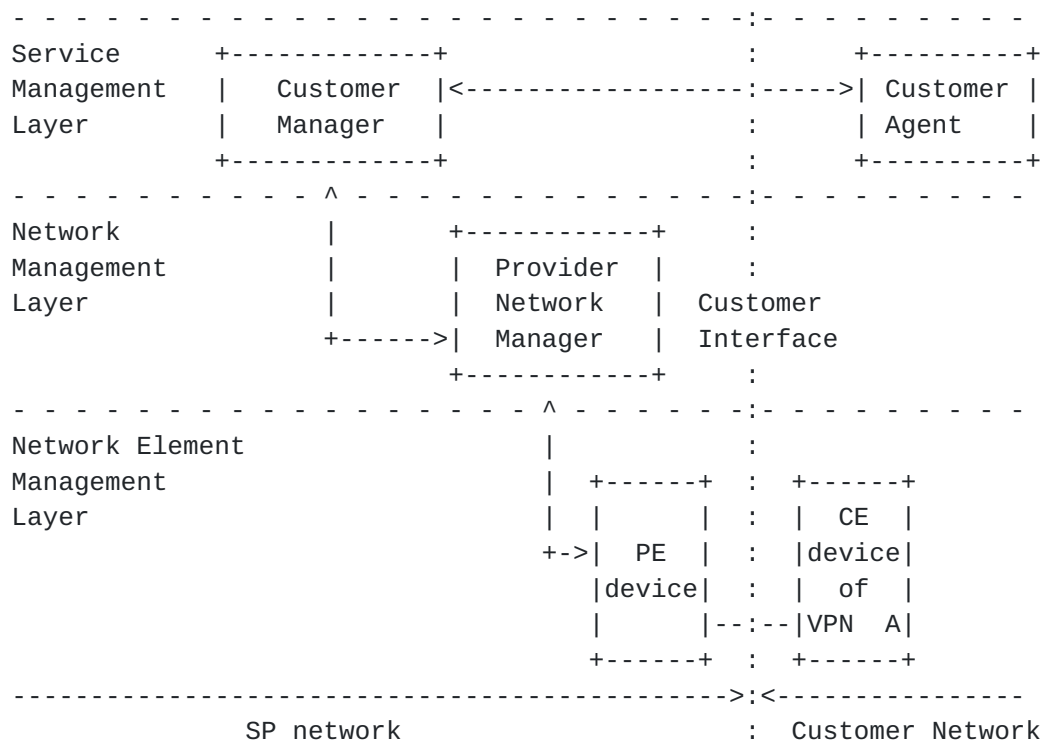 - - - - - - - - - - - - - - - - - - - - - - - -:- - - - - - - - -
Service      +-------------+                   :      +----------+
Management   |   Customer  |<------------------:----->| Customer |
Layer        |   Manager   |                   :      | Agent    |
             +-------------+                   :      +----------+
- - - - - - - - - - ^ - - - - - - - - - - - - -:- - - - - - - - -
Network             |       +------------+     :
Management          |       |  Provider  |     :
Layer               |       |  Network   |  Customer
                    +------>|  Manager   |  Interface
                            +------------+     :
- - - - - - - - - - - - - - - - - ^ - - - - - -:- - - - - - - - -
Network Element                   |            :
Management                        |  +------+  :  +------+
Layer                             |  |      |  :  |  CE  |
                                  +->|  PE  |  :  |device|
                                     |device|  :  |  of  |
                                     |      |--:--|VPN  A|
                                     +------+  :  +------+
---------------------------------------------->:<----------------
               SP network                      :  Customer Network